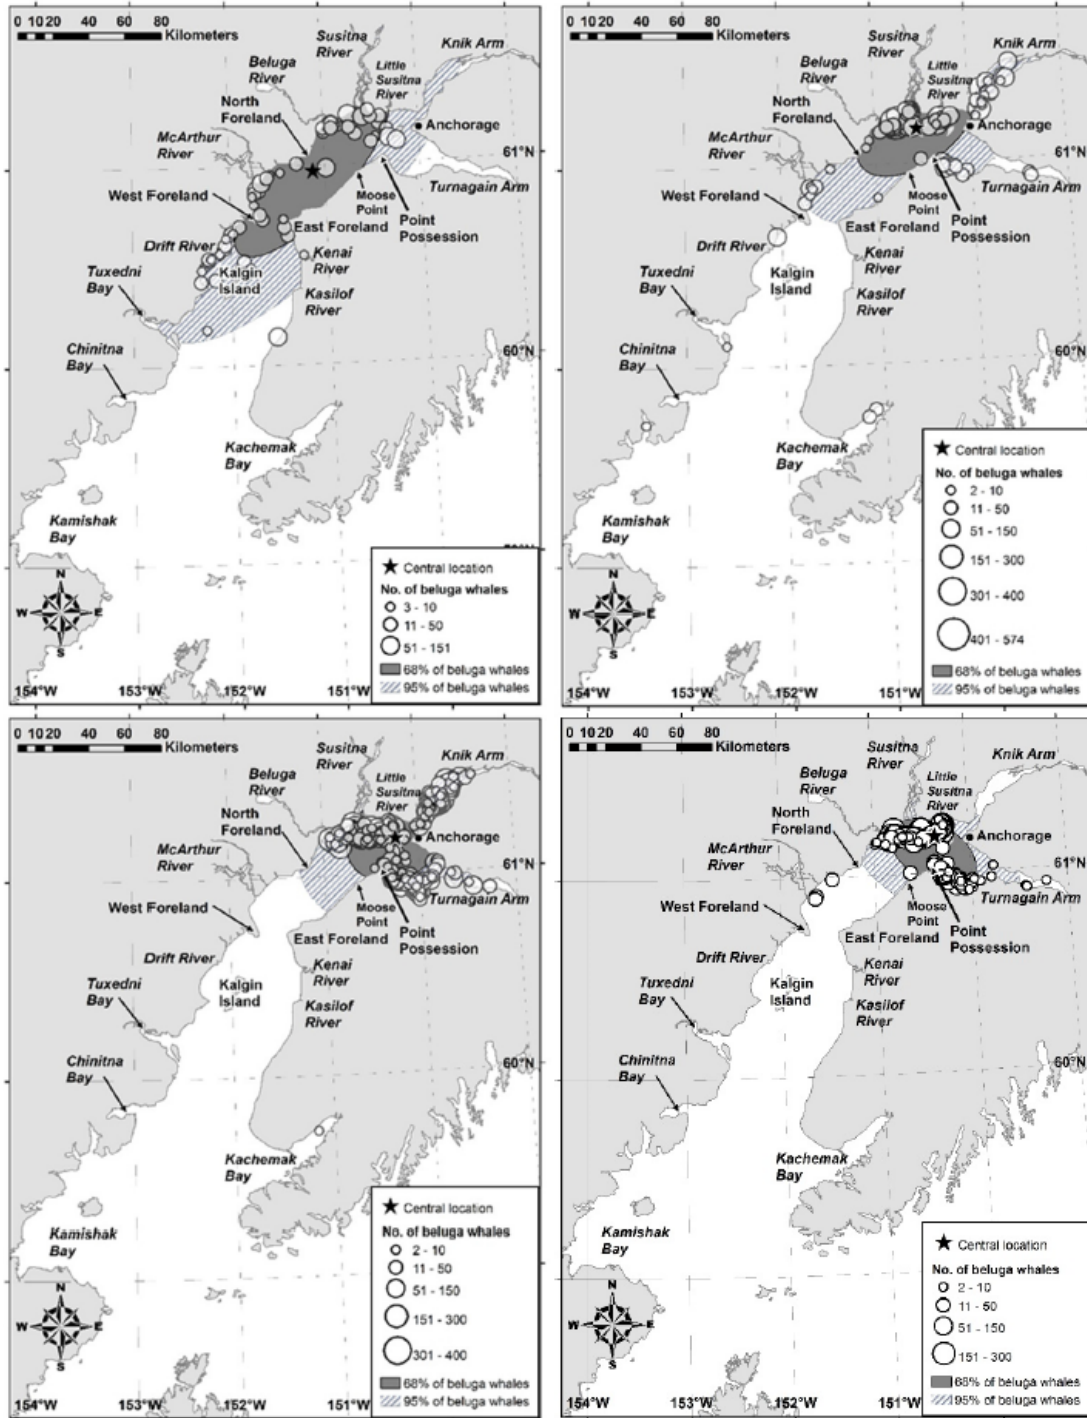 0 10 20 40 60 80
Kilometers
Susitna
River
Knik Arm
Beluga
River
Little
Susitna
River
North
Foreland
Anchorage
McArthur
River
61°N
West Foreland
Moose
Point
Turnagain Arm
East Foreland
Point
Possession
Drift River
Kenai
River
Tuxedni
Bay
Kalgin
Island
Kasilof
River
Chinitna
Bay
60°N
Kachemak
Bay
Kamishak
Bay
N
W E
S
Central location
No. of beluga whales
3 - 10
11 - 50
51 - 151
68% of beluga whales
95% of beluga whales
154°W 153°W 152°W 151°W
0 10 20 40 60 80
Kilometers
Susitna
River
Knik Arm
Beluga
River
Little
Susitna
River
North
Foreland
Anchorage
McArthur
River
61°N
West Foreland
Moose
Point
Turnagain Arm
East Foreland
Point
Possession
Drift River
Kenai
River
Tuxedni
Bay
Kalgin
Island
Kasilof
River
Chinitna
Bay
60°N
Kachemak
Bay
Kamishak
Bay
N
W E
S
Central location
No. of beluga whales
2 - 10
11 - 50
51 - 150
151 - 300
301 - 400
401 - 574
68% of beluga whales
95% of beluga whales
154°W 153°W 152°W 151°W
0 10 20 40 60 80
Kilometers
Susitna
River
Knik Arm
Beluga
River
Little
Susitna
River
North
Foreland
Anchorage
McArthur
River
61°N
West Foreland
Moose
Point
Turnagain Arm
East Foreland
Point
Possession
Drift River
Kenai
River
Tuxedni
Bay
Kalgin
Island
Kasilof
River
Chinitna
Bay
60°N
Kachemak
Bay
Kamishak
Bay
N
W E
S
Central location
No. of beluga whales
2 - 10
11 - 50
51 - 150
151 - 300
301 - 400
68% of beluga whales
95% of beluga whales
154°W 153°W 152°W 151°W
0 10 20 40 60 80
Kilometers
Susitna
River
Knik Arm
Beluga
River
Little
Susitna
River
North
Foreland
Anchorage
McArthur
River
61°N
West Foreland
Moose
Point
Turnagain Arm
East Foreland
Point
Possession
Drift River
Kenai
River
Tuxedni
Bay
Kalgin
Island
Kasilof
River
Chinitna
Bay
60°N
Kachemak
Bay
Kamishak
Bay
N
W E
S
Central location
No. of beluga whales
2 - 10
11 - 50
51 - 150
151 - 300
68% of beluga whales
95% of beluga whales
154°W 153°W 152°W 151°W